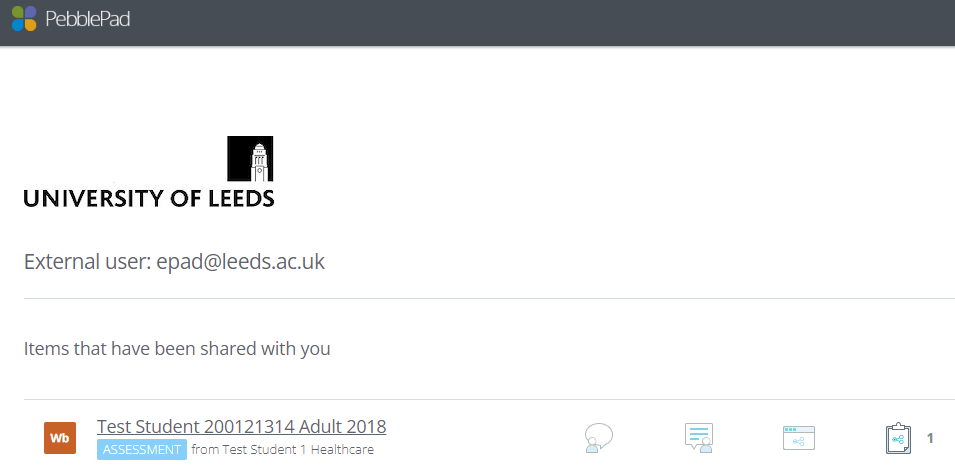 PebblePad
UNIVERSITY OF LEEDS
External user: epad@leeds.ac.uk
Items that have been shared with you
Wb
Test Student 200121314 Adult 2018
1
ASSESSMENT from Test Student 1 Healthcare